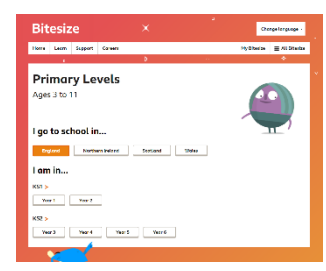 Bitesize
Change language
Home Learn Support Careers My Bitesize All Bitesize
Primary Levels
Ages 3 to 11
I go to school in...
England Northern Ireland Scotland Wales
I am in...
KS1 >
Year 1 Year 2
KS2 >
Year 3 Year 4 Year 5 Year 6